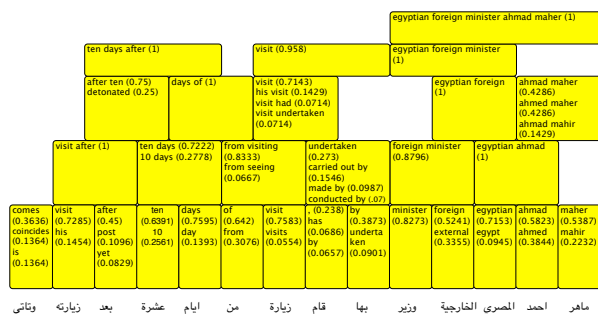 egyptian foreign minister ahmad maher (1)
ten days after (1)
visit (0.958)
egyptian foreign minister
(1)
after ten (0.75)
detonated (0.25)
days of (1)
visit (0.7143)
his visit (0.1429)
visit had (0.0714)
visit undertaken
(0.0714)
egyptian foreign
(1)
ahmad maher
(0.4286)
ahmed maher
(0.4286)
ahmad mahir
(0.1429)
visit after (1)
ten days (0.7222)
10 days (0.2778)
from visiting
(0.8333)
from seeing
(0.0667)
undertaken
(0.273)
carried out by
(0.1546)
made by (0.0987)
conducted by (.07)
foreign minister
(0.8796)
egyptian ahmad
(1)
comes
(0.3636)
coincides
(0.1364)
is
(0.1364)
visit
(0.7285)
his
(0.1454)
after
(0.45)
post
(0.1096)
yet
(0.0829)
ten
(0.6391)
10
(0.2561)
days
(0.7595)
day
(0.1393)
of
(0.642)
from
(0.3076)
visit
(0.7583)
visits
(0.0554)
, (0.238)
has
(0.0686)
by
(0.0657)
by
(0.3873)
underta
ken
(0.0901)
minister
(0.8273)
foreign
(0.5241)
external
(0.3355)
egyptian
(0.7153)
egypt
(0.0945)
ahmad
(0.5823)
ahmed
(0.3844)
maher
(0.5387)
mahir
(0.2232)
وتاتى زيارته بعد عشرة ايام من زيارة قام بها وزير الخارجية المصري احمد ماهر